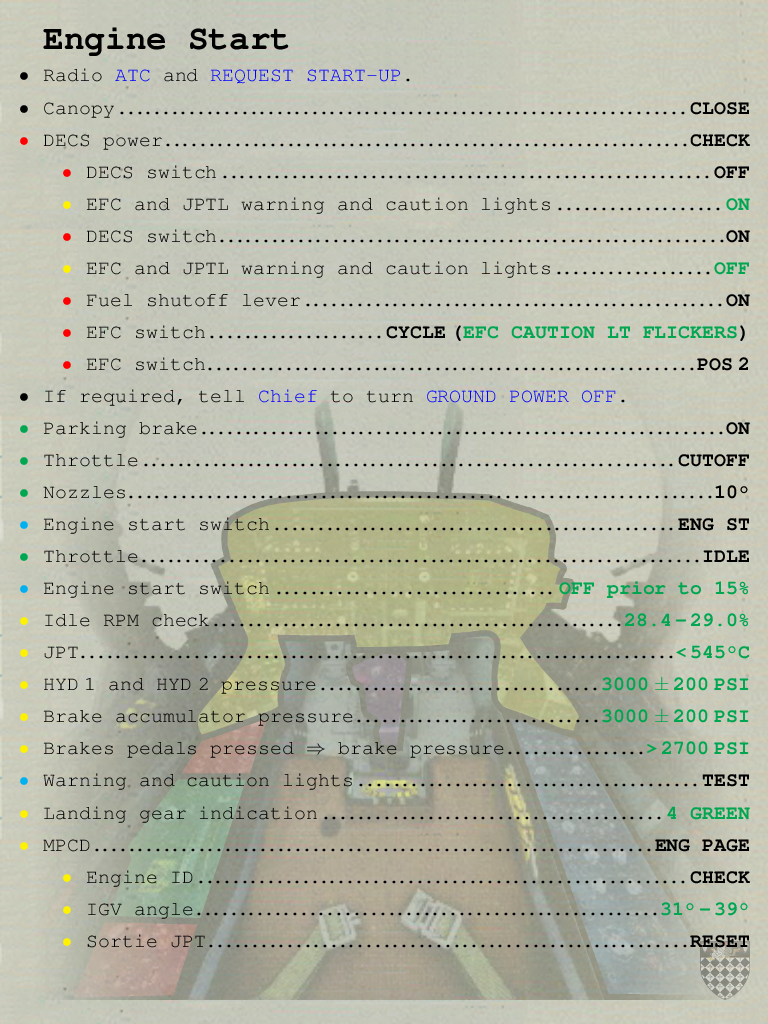 Engine Start
• Radio ATC and REQUEST START-UP.
• Canopy CLOSE
• DECS power CHECK
• DECS switch OFF
• EFC and JPTL warning and caution lights ON
• DECS switch ON
• EFC and JPTL warning and caution lights OFF
• Fuel shutoff lever ON
• EFC switch CYCLE (EFC CAUTION LT FLICKERS)
• EFC switch POS 2
• If required, tell Chief to turn GROUND POWER OFF.
• Parking brake ON
• Throttle CUTOFF
• Nozzles 10°
• Engine start switch ENG ST
• Throttle IDLE
• Engine start switch OFF prior to 15%
• Idle RPM check 28.4–29.0%
• JPT <545°C
• HYD 1 and HYD 2 pressure 3000 ± 200 PSI
• Brake accumulator pressure 3000 ± 200 PSI
• Brakes pedals pressed ⇒ brake pressure >2700 PSI
• Warning and caution lights TEST
• Landing gear indication 4 GREEN
• MPCD ENG PAGE
• Engine ID CHECK
• IGV angle 31°–39°
• Sortie JPT RESET